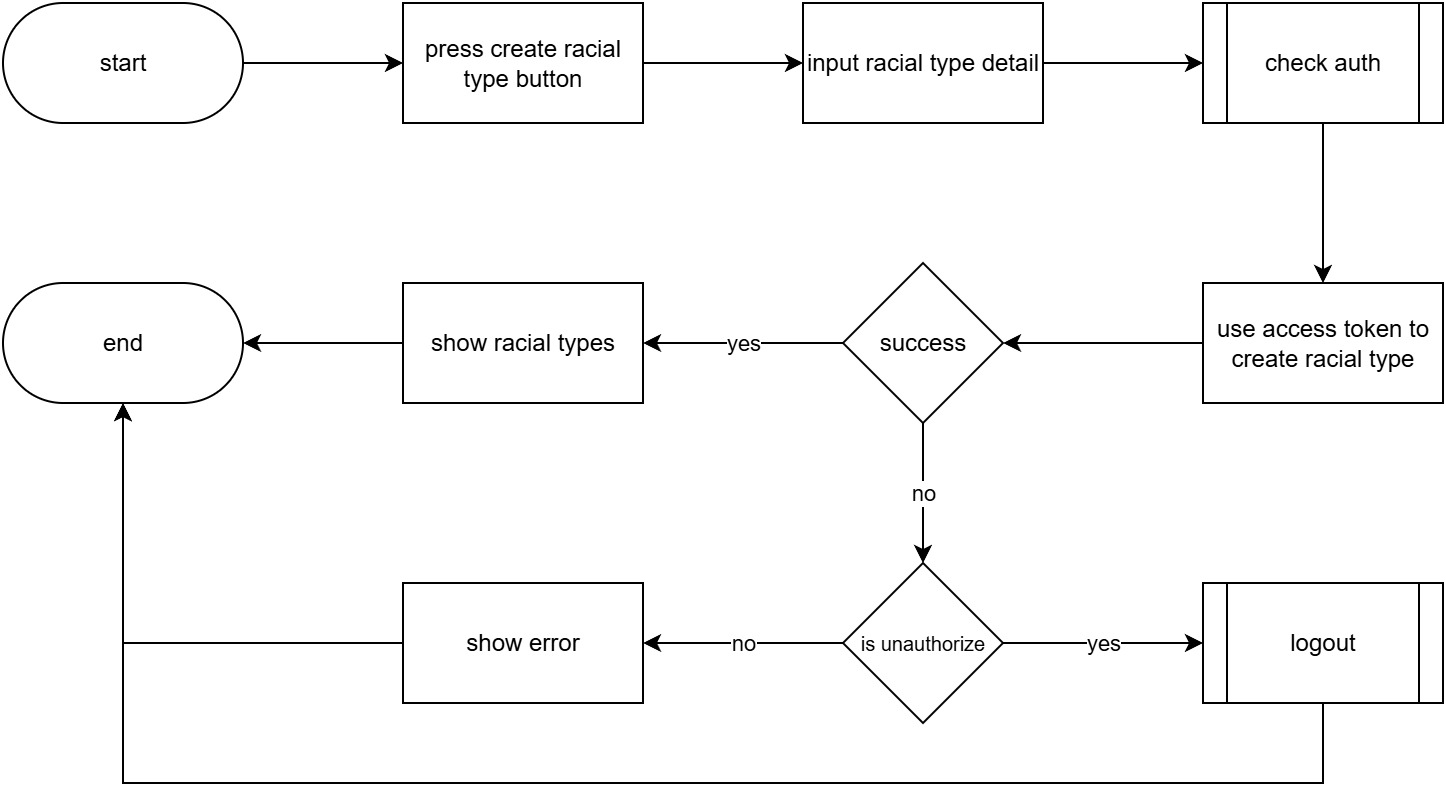 start
press create racial
type button
input racial type detail
check auth
end
show racial types
yes
success
use access token to
create racial type
no
show error
no
is unauthorize
yes
logout